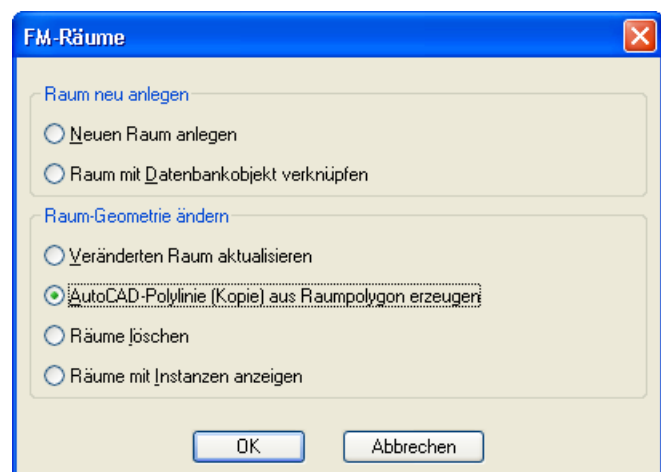 FM-Räume
Raum neu anlegen
Neuen Raum anlegen
Raum mit Datenbankobjekt verknüpfen
Raum-Geometrie ändern
Veränderten Raum aktualisieren
AutoCAD-Polylinie (Kopie) aus Raumpolygon erzeugen
Räume löschen
Räume mit Instanzen anzeigen
OK Abbrechen